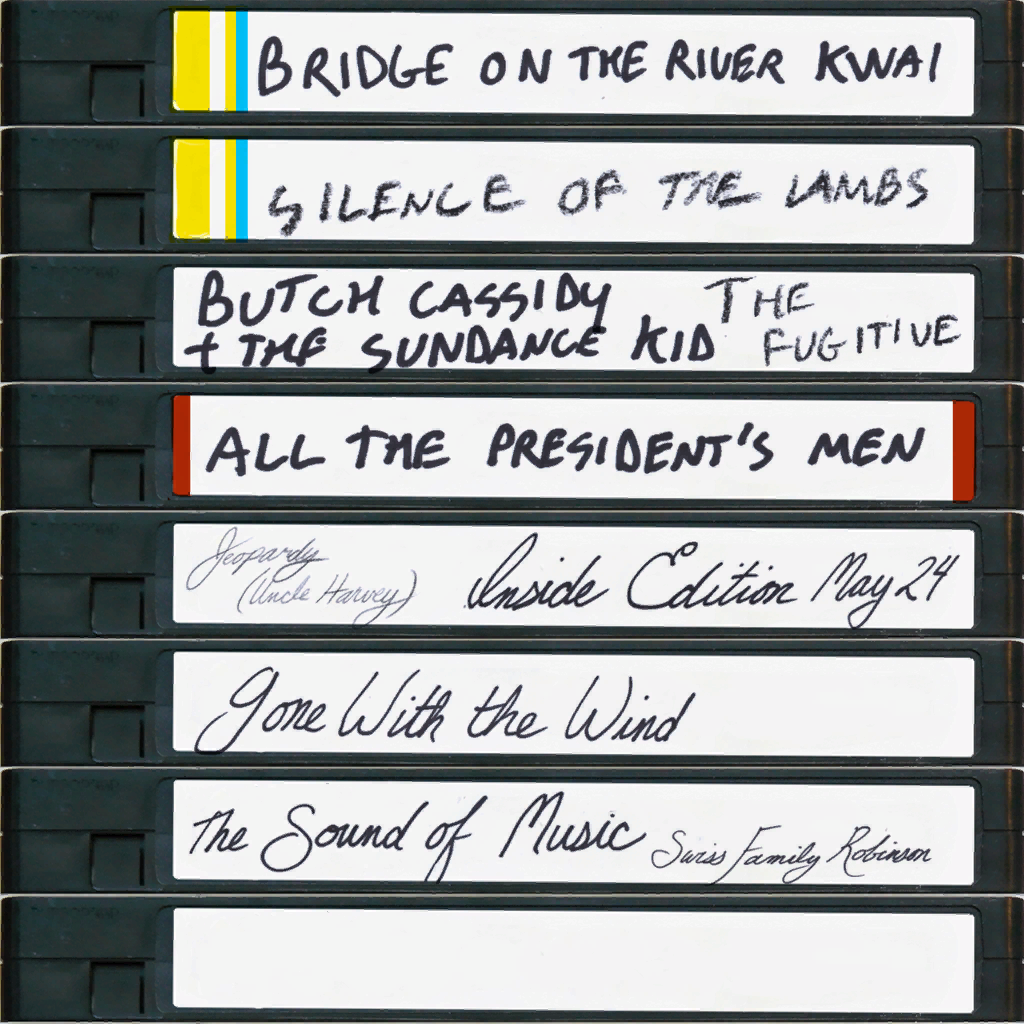 BRIDGE ON THE RIVER KWAI
SILENCE OF THE LAMBS
BUTCH CASSIDY
+ THE SUNDANCE KID
THE
FUGITIVE
ALL THE PRESIDENT'S MEN
Jeopardy
(Uncle Harvey)
Inside Edition May 24
Gone With the Wind
The Sound of Music
Swiss Family Robinson